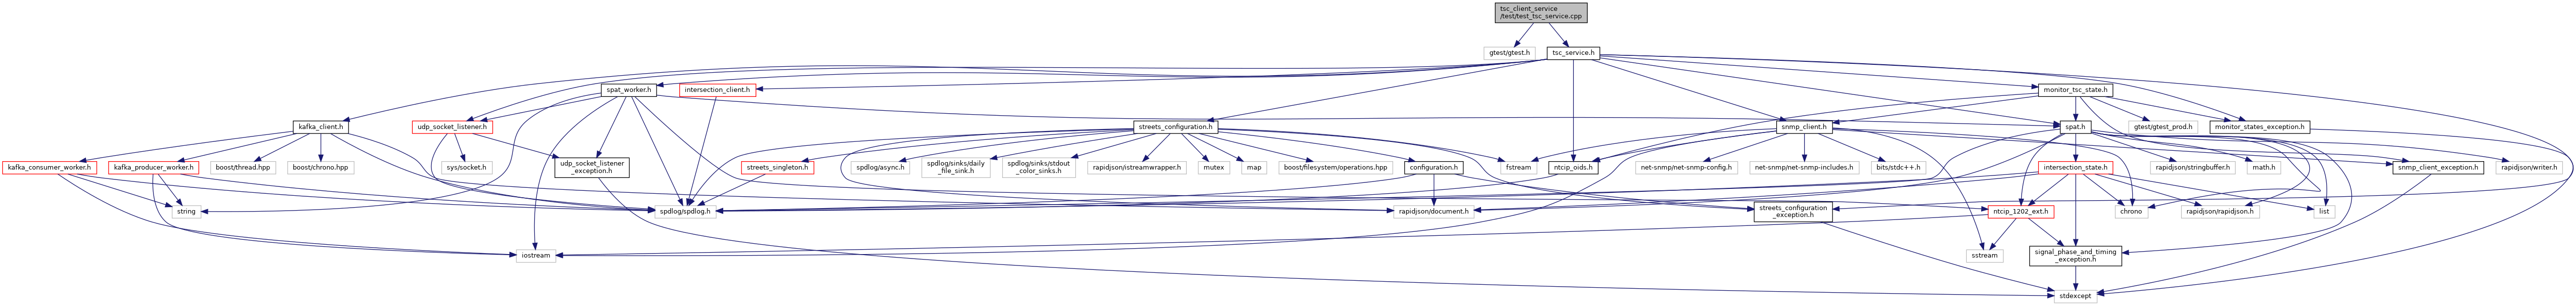 tsc_client_service
/test/test_tsc_service.cpp
gtest/gtest.h
tsc_service.h
spat_worker.h
intersection_client.h
monitor_tsc_state.h
kafka_client.h
udp_socket_listener.h
streets_configuration.h
snmp_client.h
spat.h
gtest/gtest_prod.h
monitor_states_exception.h
kafka_consumer_worker.h
kafka_producer_worker.h
boost/thread.hpp
boost/chrono.hpp
sys/socket.h
udp_socket_listener
_exception.h
streets_singleton.h
spdlog/async.h
spdlog/sinks/daily
_file_sink.h
spdlog/sinks/stdout
_color_sinks.h
rapidjson/istreamwrapper.h
mutex
map
boost/filesystem/operations.hpp
configuration.h
fstream
ntcip_oids.h
net-snmp/net-snmp-config.h
net-snmp/net-snmp-includes.h
bits/stdc++.h
intersection_state.h
rapidjson/stringbuffer.h
math.h
snmp_client_exception.h
rapidjson/writer.h
string
spdlog/spdlog.h
rapidjson/document.h
streets_configuration
_exception.h
ntcip_1202_ext.h
chrono
rapidjson/rapidjson.h
list
iostream
sstream
signal_phase_and_timing
_exception.h
stdexcept